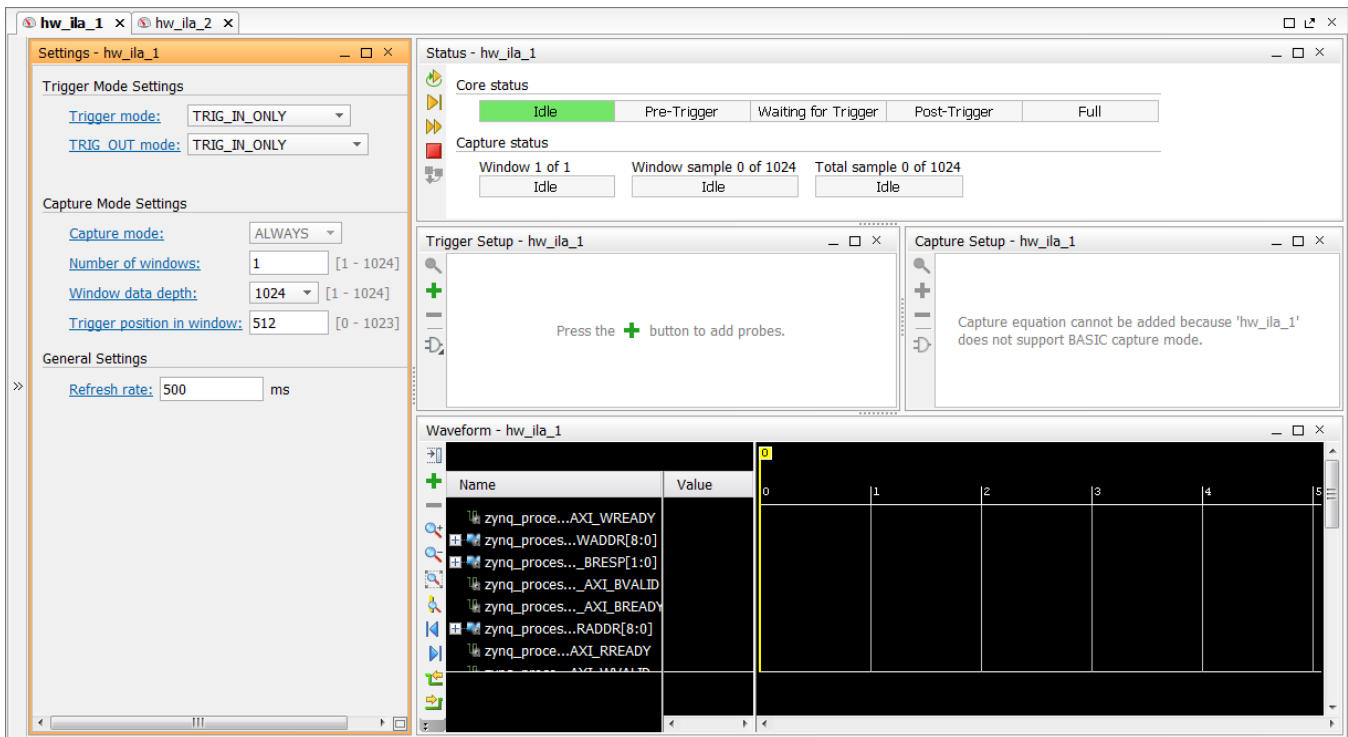 hw_ila_1 hw_ila_2
Settings - hw_ila_1
Trigger Mode Settings
Trigger mode: TRIG_IN_ONLY
TRIG_OUT mode: TRIG_IN_ONLY
Capture Mode Settings
Capture mode: ALWAYS
Number of windows: 1 [1 - 1024]
Window data depth: 1024 [1 - 1024]
Trigger position in window: 512 [0 - 1023]
General Settings
Refresh rate: 500 ms
Status - hw_ila_1
Core status
Idle Pre-Trigger Waiting for Trigger Post-Trigger Full
Capture status
Window 1 of 1 Window sample 0 of 1024 Total sample 0 of 1024
Idle Idle Idle
Trigger Setup - hw_ila_1
Press the + button to add probes.
Capture Setup - hw_ila_1
Capture equation cannot be added because 'hw_ila_1'
does not support BASIC capture mode.
Waveform - hw_ila_1
0
Name Value
0 1 2 3 4 5
zynq_proce...AXI_WREADY
zynq_proces...WADDR[8:0]
zynq_proces..._BRESP[1:0]
zynq_proces..._AXI_BVALID
zynq_proces..._AXI_BREADY
zynq_proces...RADDR[8:0]
zynq_proce...AXI_RREADY